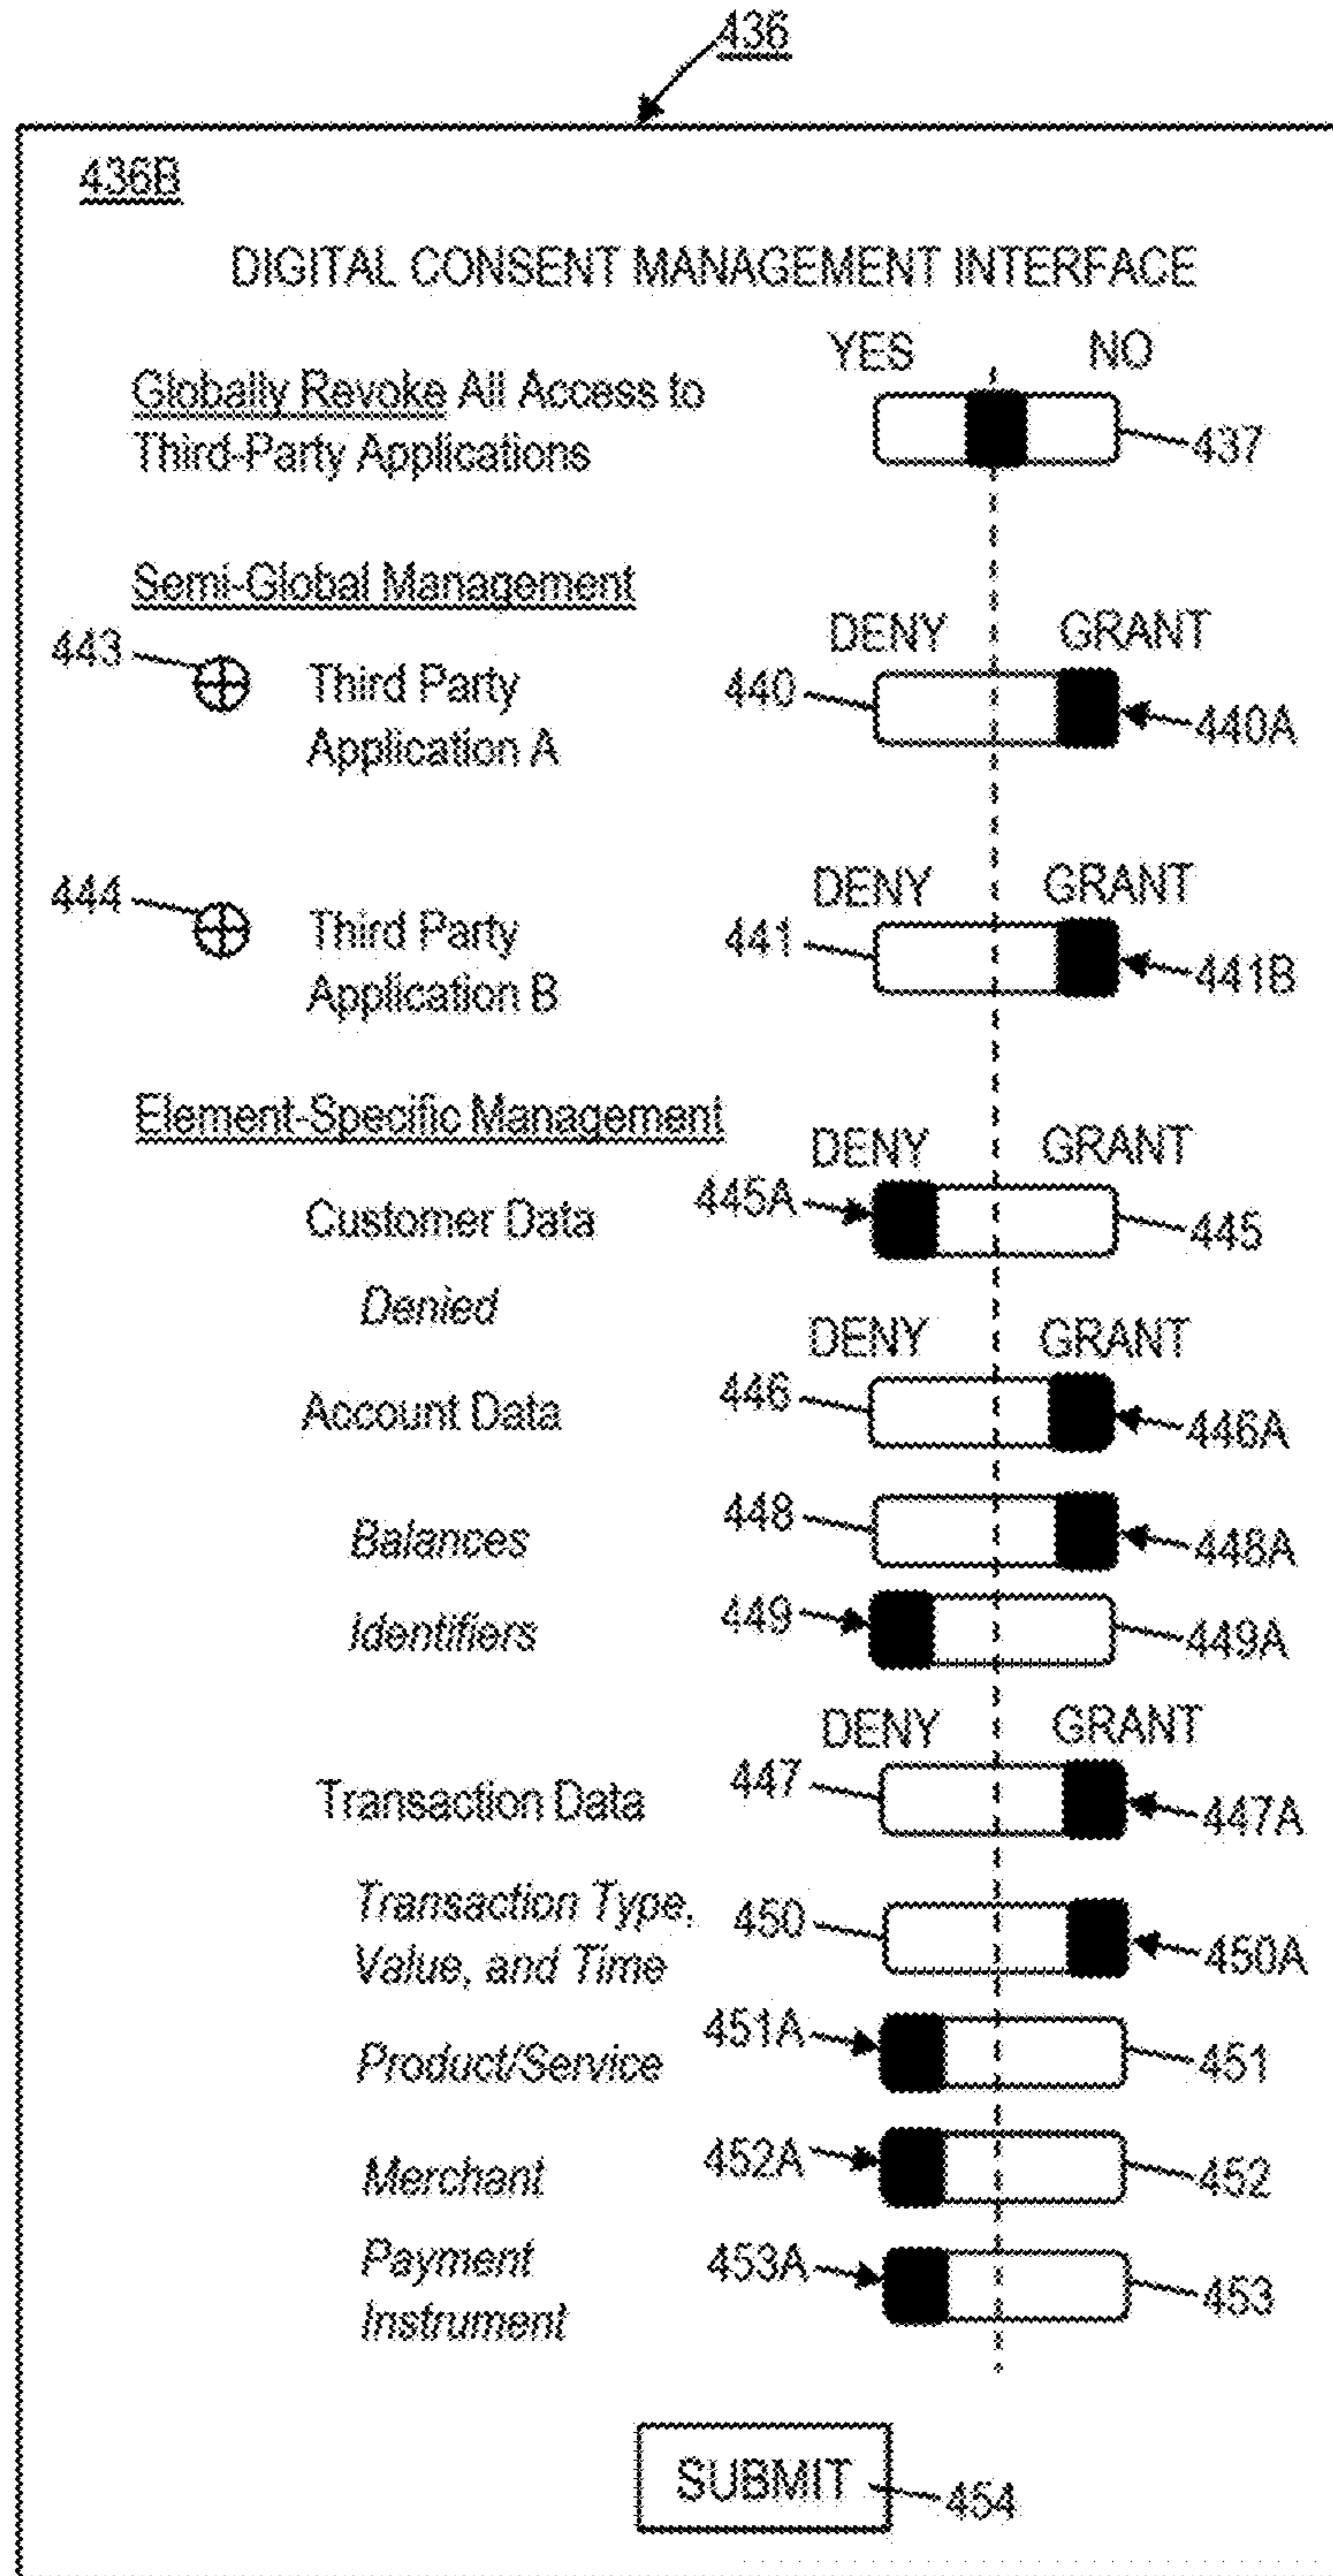 436
436B
DIGITAL CONSENT MANAGEMENT INTERFACE
YES NO
Globally Revoke All Access to
Third-Party Applications
437
Semi-Global Management
DENY GRANT
443 Third Party 440
Application A 440A
DENY GRANT
444 Third Party 441
Application B 441B
Element-Specific Management
DENY GRANT
Customer Data 445A 445
Denied
DENY GRANT
Account Data 446 446A
Balances 448 448A
Identifiers 449 449A
DENY GRANT
Transaction Data 447 447A
Transaction Type, 450
Value, and Time 450A
Product/Service 451A 451
Merchant 452A 452
Payment 453A
Instrument 453
SUBMIT 454